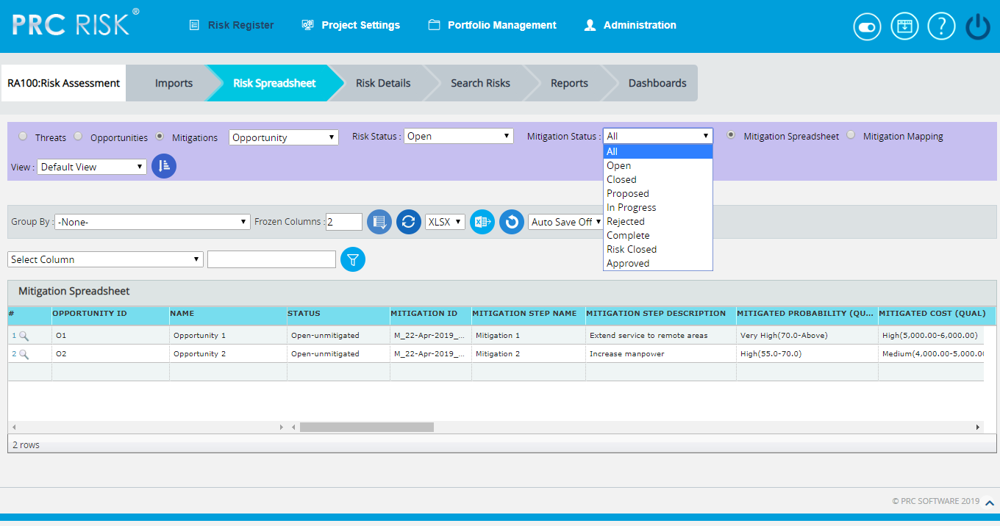 PRC RISK®
Risk Register Project Settings Portfolio Management Administration
?
RA100:Risk Assessment Imports Risk Spreadsheet Risk Details Search Risks Reports Dashboards
Threats Opportunities Mitigations Opportunity Risk Status : Open Mitigation Status : All Mitigation Spreadsheet Mitigation Mapping
All
Open
Closed
Proposed
In Progress
Rejected
Complete
Risk Closed
Approved
View : Default View
Group By : -None- Frozen Columns : 2 XLSX Auto Save Off
Select Column
Mitigation Spreadsheet
# OPPORTUNITY ID NAME STATUS MITIGATION ID MITIGATION STEP NAME MITIGATION STEP DESCRIPTION MITIGATED PROBABILITY (QU... MITIGATED COST (QUAL)
1 O1 Opportunity 1 Open-unmitigated M_22-Apr-2019_... Mitigation 1 Extend service to remote areas Very High(70.0-Above) High(5,000.00-6,000.00)
2 O2 Opportunity 2 Open-unmitigated M_22-Apr-2019_... Mitigation 2 Increase manpower High(55.0-70.0) Medium(4,000.00-5,000.00
2 rows
© PRC SOFTWARE 2019